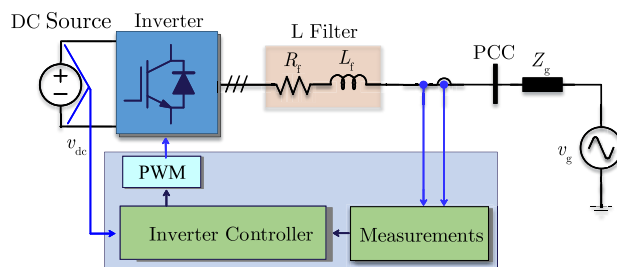 DC Source
Inverter
L Filter
R_f
L_f
PCC
Z_g
v_dc
v_g
PWM
Inverter Controller
Measurements